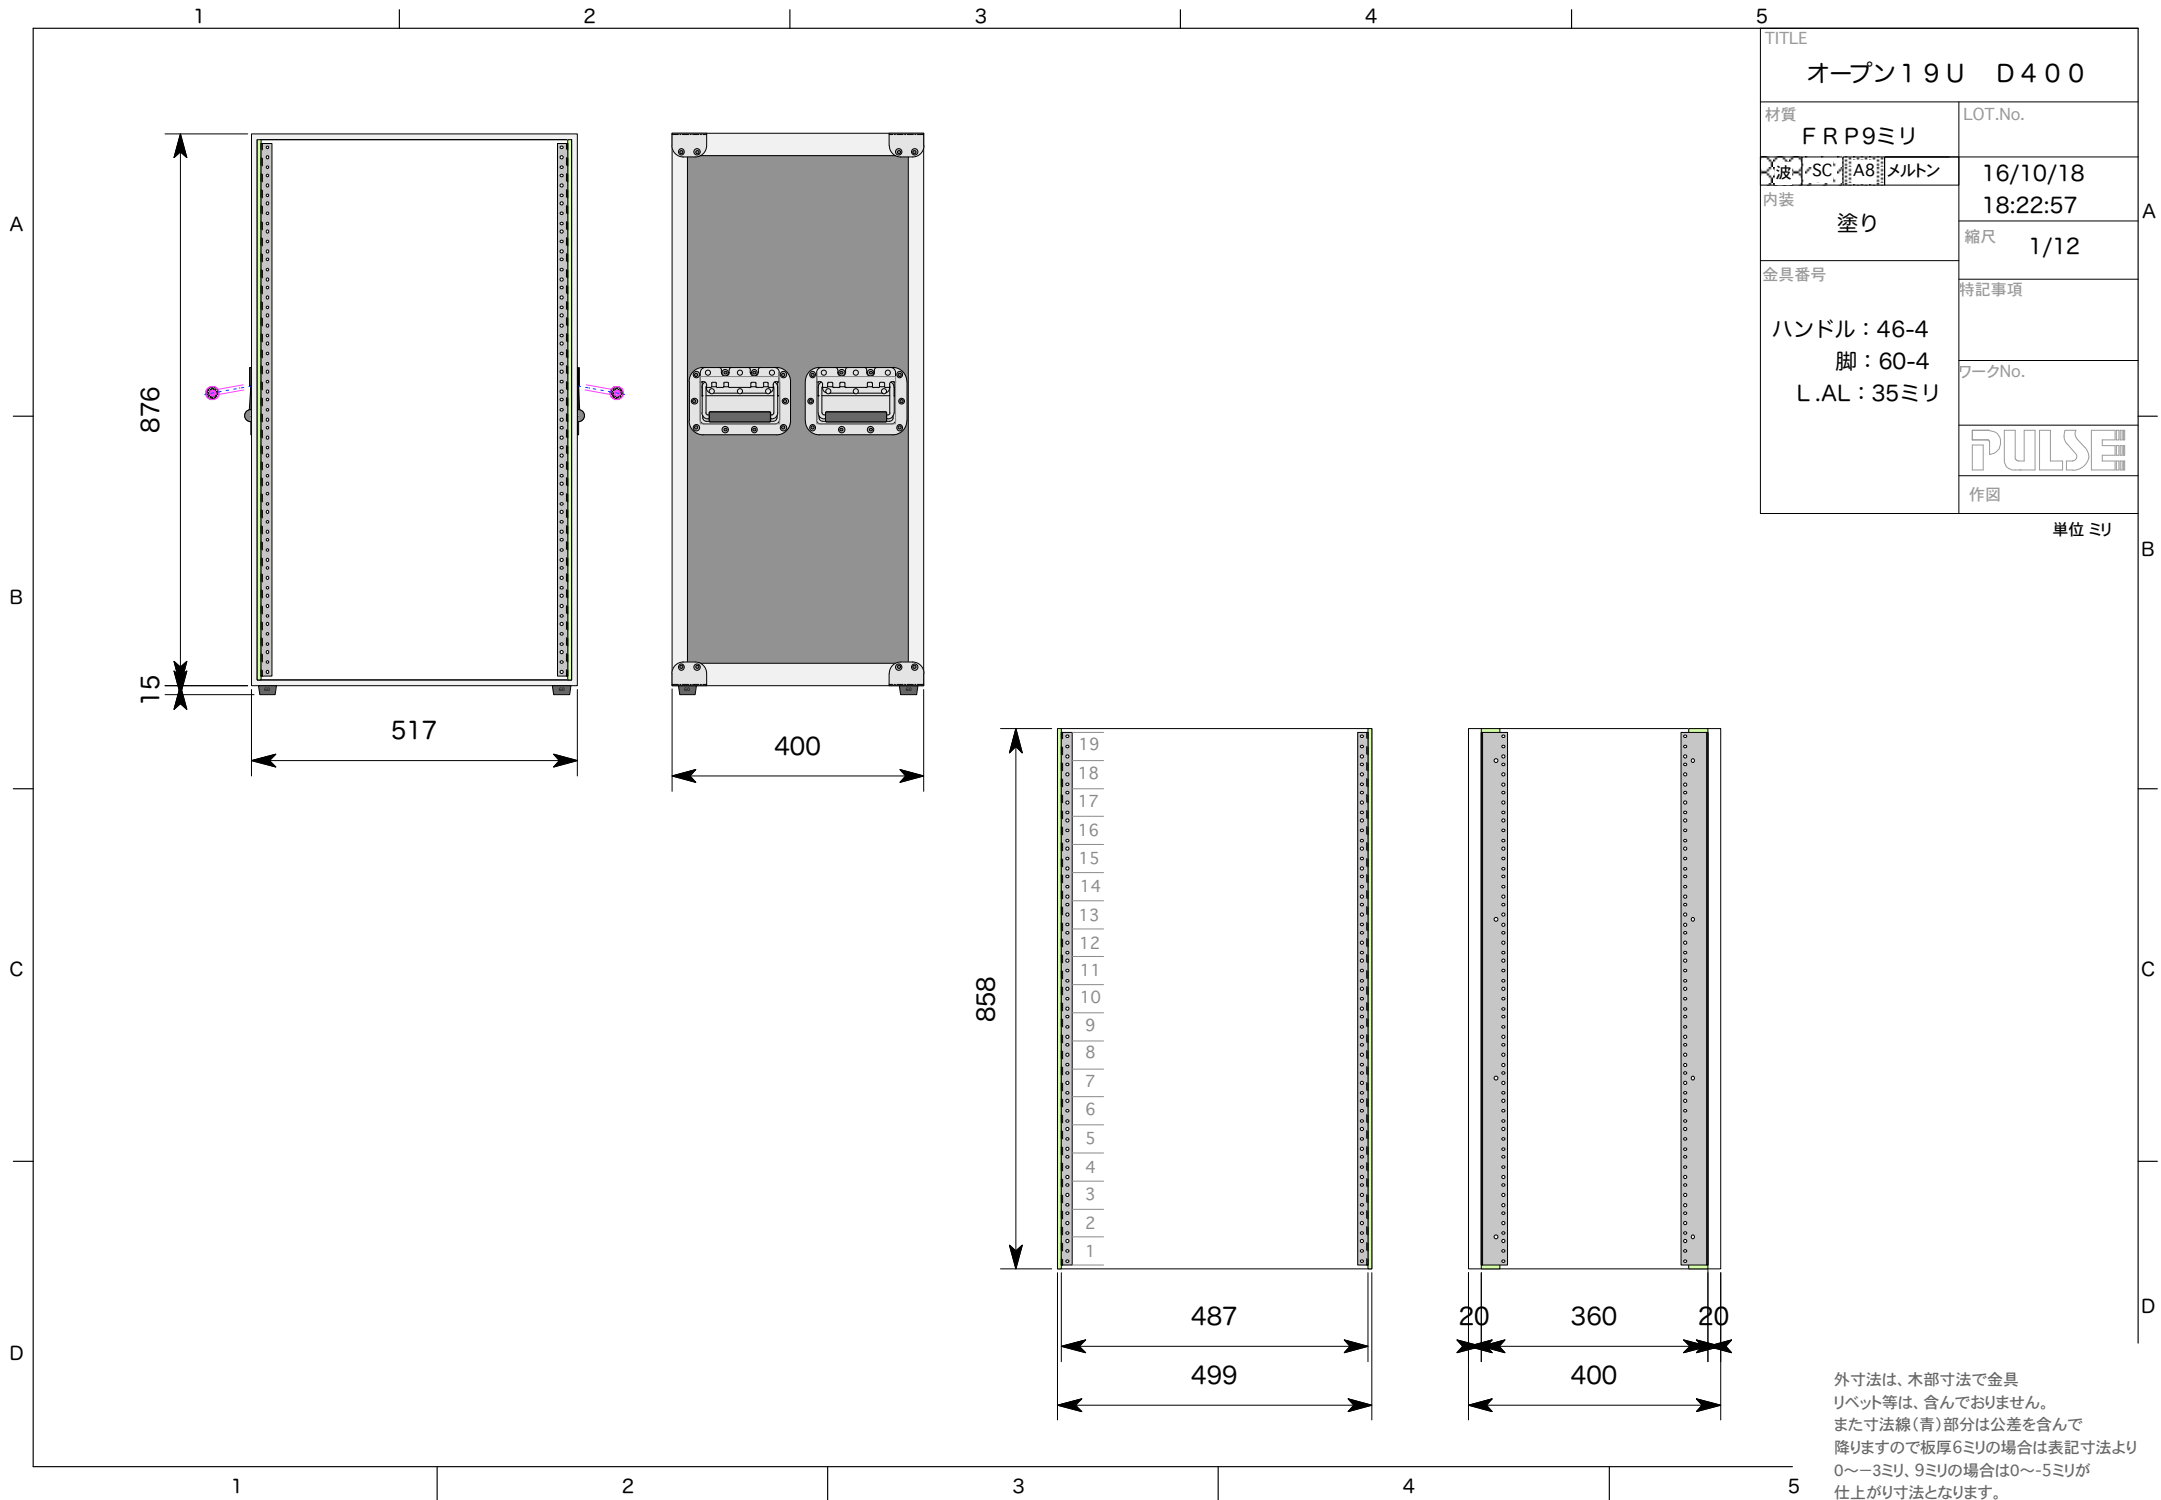 1 2 3 4 5
TITLE
オープン１９U　D４００
材質
ＦＲＰ9ミリ
LOT.No.
波 SC A8 メルトン
16/10/18
18:22:57
内装
塗り
縮尺 1/12
金具番号
特記事項
ハンドル：46-4
脚：60-4
L .AL：35ミリ
ワークNo.
PULSE
作図
単位 ミリ
A
A
B
B
C
C
D
D
876
15
517
400
858
19
18
17
16
15
14
13
12
11
10
9
8
7
6
5
4
3
2
1
487
499
20 360 20
400
外寸法は、木部寸法で金具
リベット等は、含んでおりません。
また寸法線（青）部分は公差を含んで
降りますので板厚6ミリの場合は表記寸法より
0〜ー3ミリ、9ミリの場合は0〜-5ミリが
仕上がり寸法となります。
1 2 3 4 5